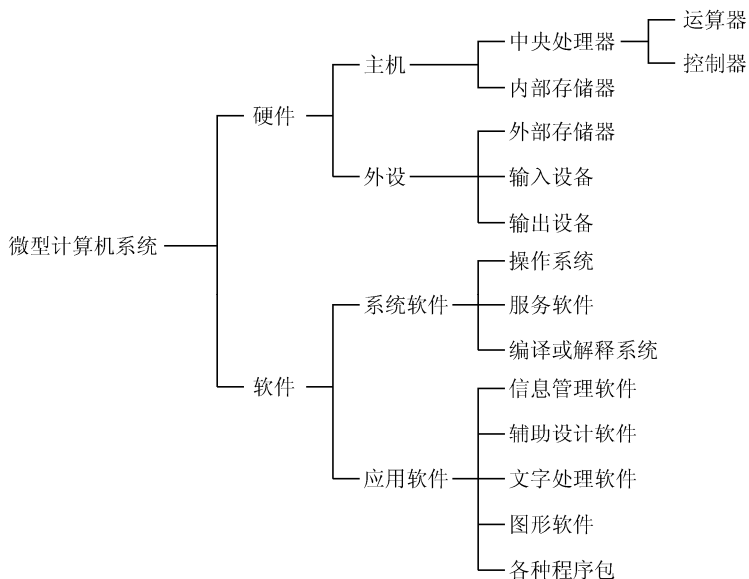 微型计算机系统
硬件
主机
中央处理器
运算器
控制器
内部存储器
外设
外部存储器
输入设备
输出设备
软件
系统软件
操作系统
服务软件
编译或解释系统
应用软件
信息管理软件
辅助设计软件
文字处理软件
图形软件
各种程序包